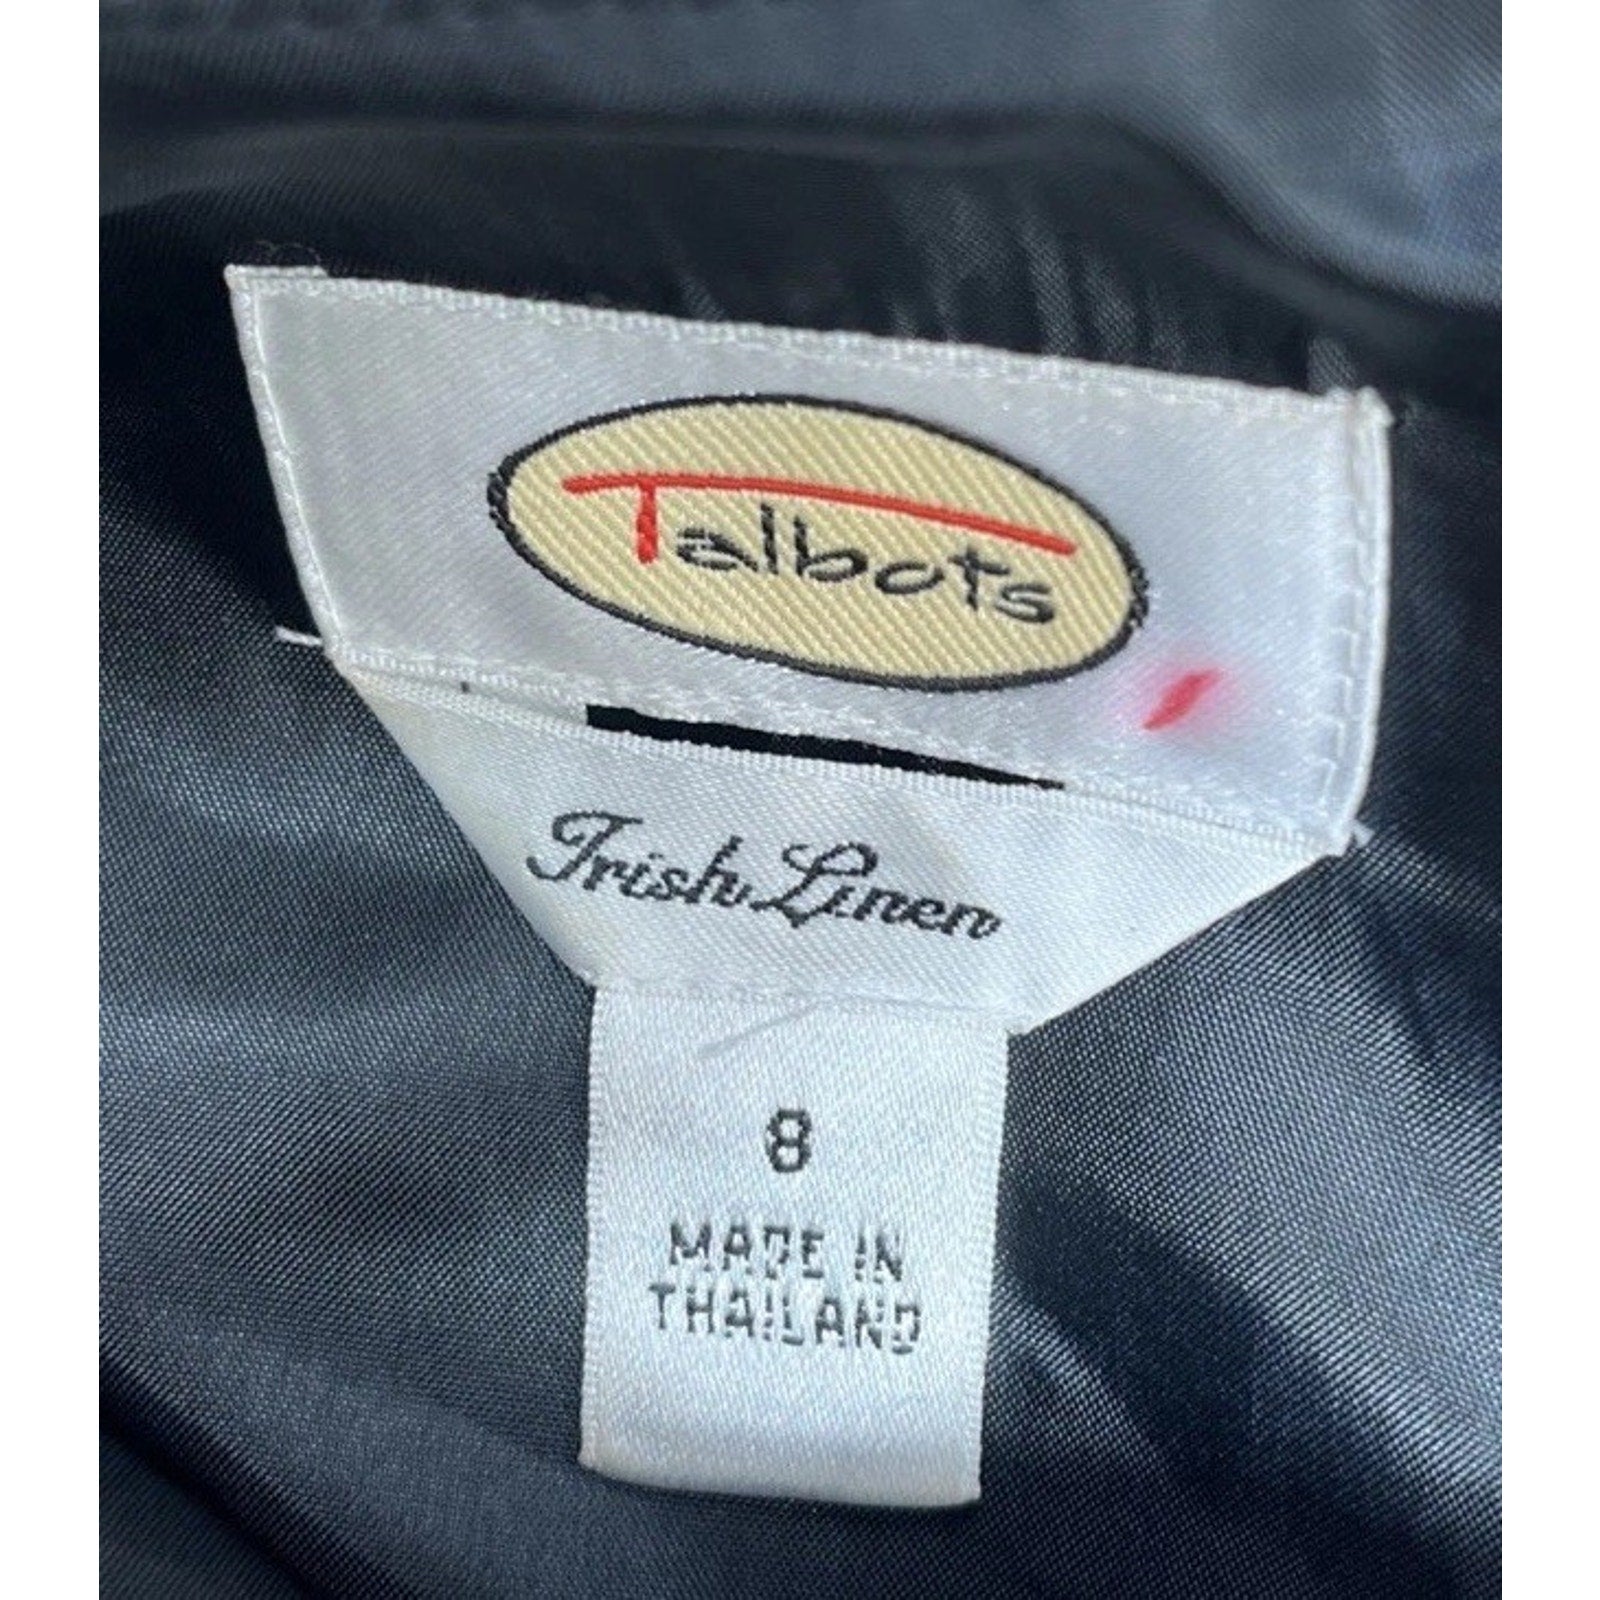 Talbots
Irish Linen
8
MADE IN
THAILAND